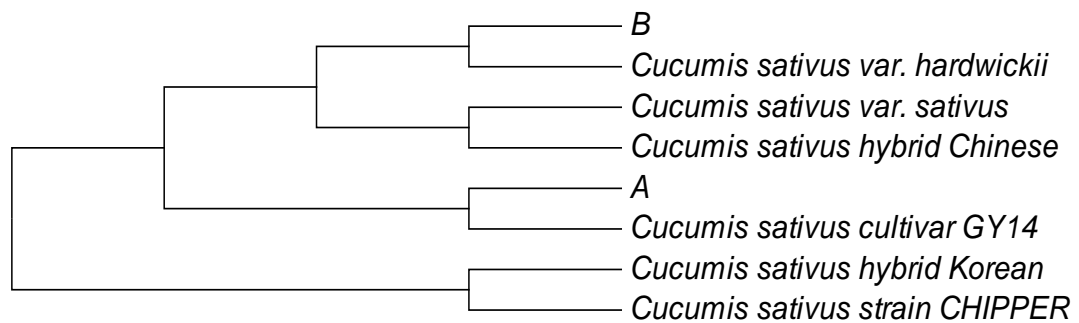 B
Cucumis sativus var. hardwickii
Cucumis sativus var. sativus
Cucumis sativus hybrid Chinese
A
Cucumis sativus cultivar GY14
Cucumis sativus hybrid Korean
Cucumis sativus strain CHIPPER